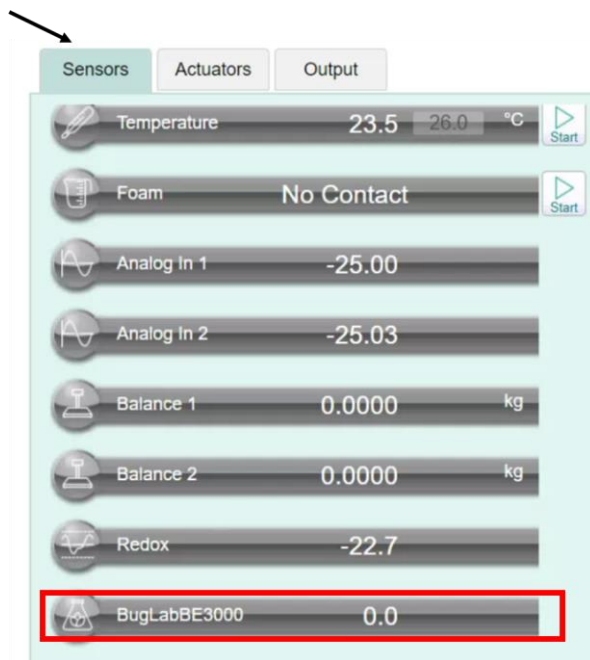 Sensors Actuators Output
Temperature 23.5 26.0 °C Start
Foam No Contact Start
Analog In 1 -25.00
Analog In 2 -25.03
Balance 1 0.0000 kg
Balance 2 0.0000 kg
Redox -22.7
BugLabBE3000 0.0